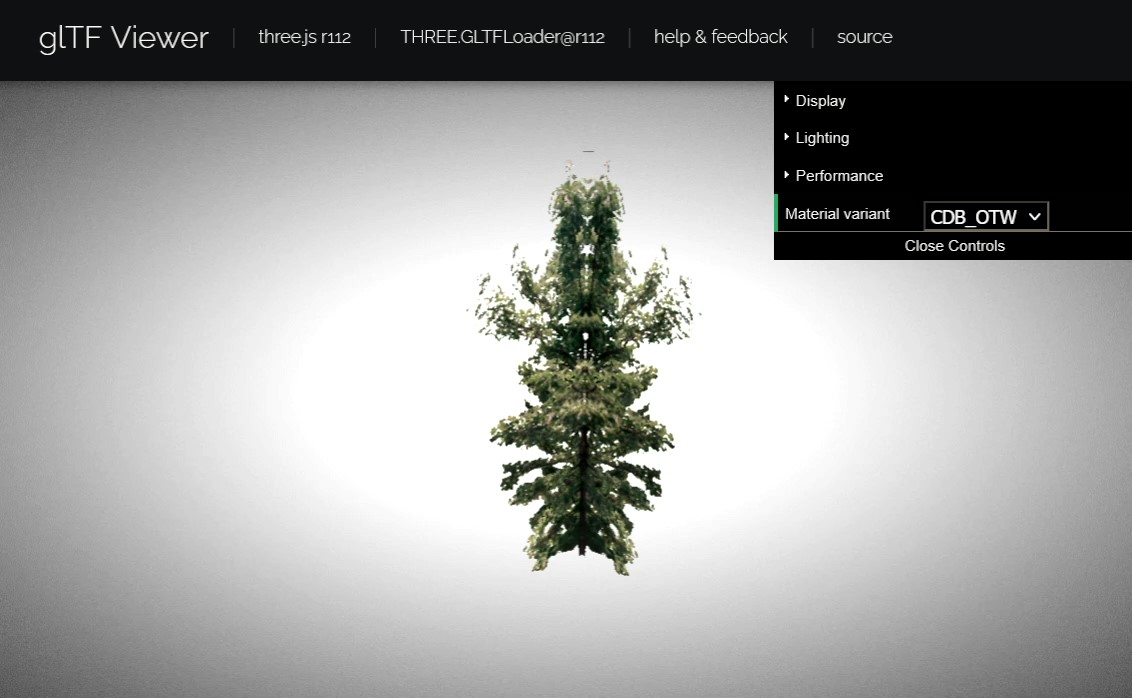 glTF Viewer | three.js r112 | THREE.GLTFLoader@r112 | help & feedback | source
Display
Lighting
Performance
Material variant CDB_OTW
Close Controls